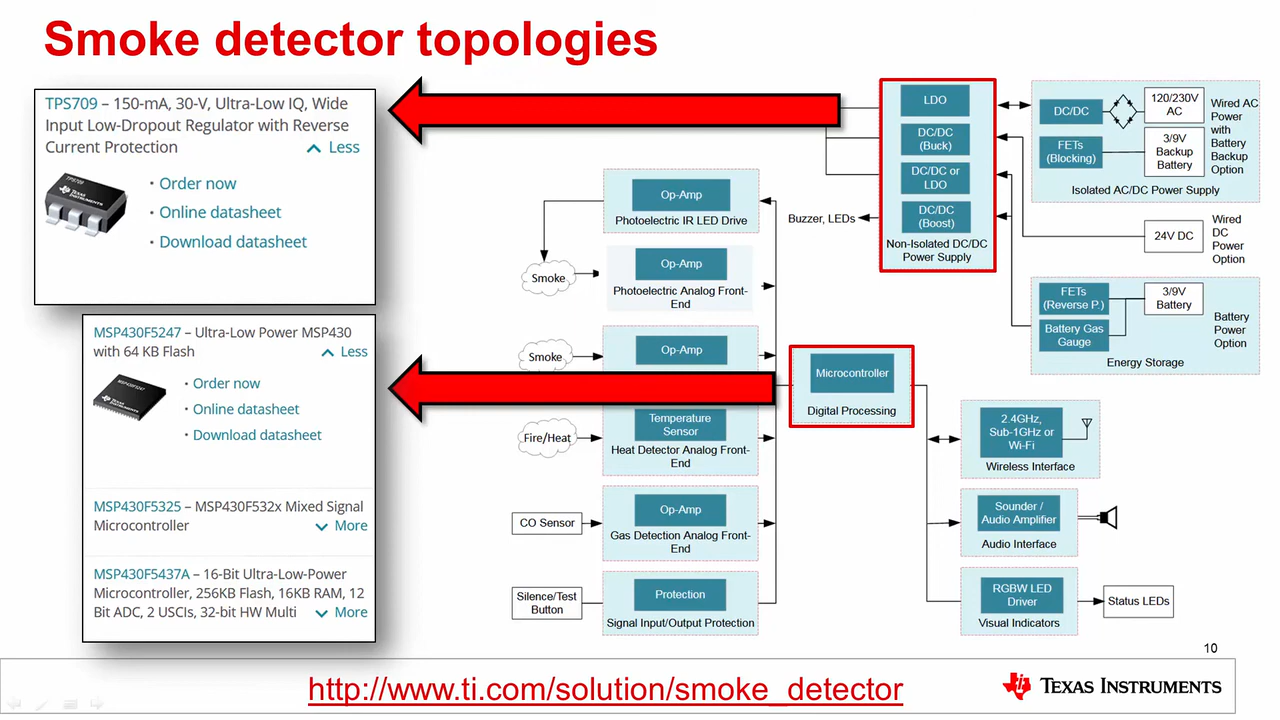 Smoke detector topologies
TPS709 – 150-mA, 30-V, Ultra-Low IQ, Wide
Input Low-Dropout Regulator with Reverse
Current Protection
Less
TPS709
TEXAS INSTRUMENTS
• Order now
• Online datasheet
• Download datasheet
MSP430F5247 – Ultra-Low Power MSP430
with 64 KB Flash
Less
MSP430F5247
• Order now
• Online datasheet
• Download datasheet
MSP430F5325 – MSP430F532x Mixed Signal
Microcontroller
More
MSP430F5437A – 16-Bit Ultra-Low-Power
Microcontroller, 256KB Flash, 16KB RAM, 12
Bit ADC, 2 USCIs, 32-bit HW Multi
More
Op-Amp
Photoelectric IR LED Drive
Smoke
Op-Amp
Photoelectric Analog Front-
End
Smoke
Op-Amp
Fire/Heat
Temperature
Sensor
Heat Detector Analog Front-
End
CO Sensor
Op-Amp
Gas Detection Analog Front-
End
Silence/Test
Button
Protection
Signal Input/Output Protection
Microcontroller
Digital Processing
Buzzer, LEDs
LDO
DC/DC
(Buck)
DC/DC or
LDO
DC/DC
(Boost)
Non-Isolated DC/DC
Power Supply
DC/DC
120/230V
AC
FETs
(Blocking)
3/9V
Backup
Battery
Isolated AC/DC Power Supply
Wired AC
Power
with
Battery
Backup
Option
24V DC
Wired
DC
Power
Option
FETs
(Reverse P.)
3/9V
Battery
Battery Gas
Gauge
Energy Storage
Battery
Power
Option
2.4GHz,
Sub-1GHz or
Wi-Fi
Wireless Interface
Sounder /
Audio Amplifier
Audio Interface
RGBW LED
Driver
Visual Indicators
Status LEDs
10
http://www.ti.com/solution/smoke_detector
TEXAS INSTRUMENTS